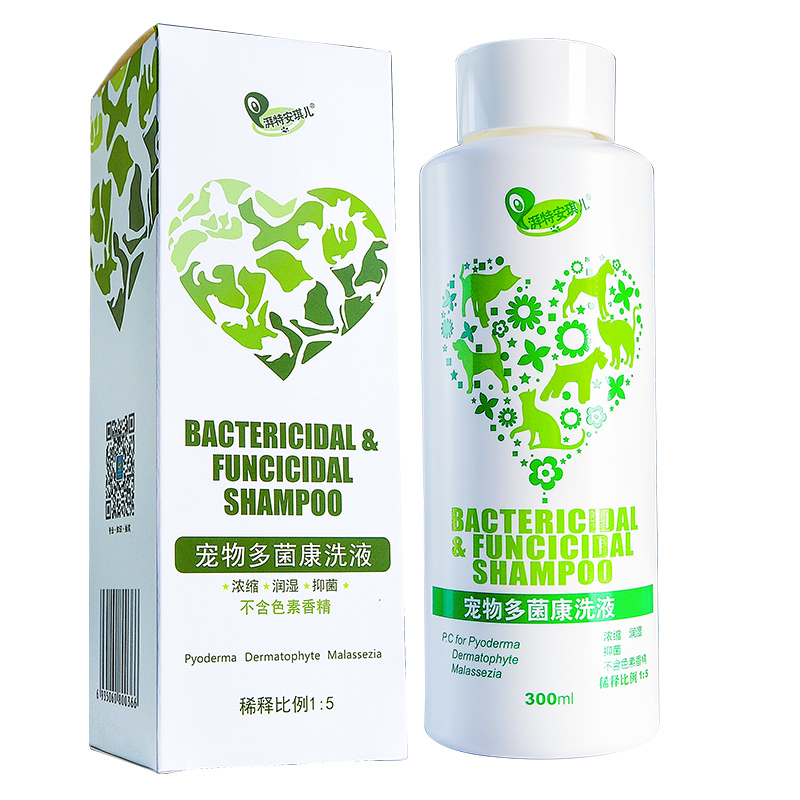 湃特安琪儿®
BACTERICIDAL &
FUNCICIDAL
SHAMPOO
宠物多菌康洗液
★浓缩★润湿★抑菌★
不含色素香精
Pyoderma Dermatophyte Malassezia
稀释比例1:5
6 935061 800366
湃特安琪儿®
BACTERICIDAL
& FUNCICIDAL
SHAMPOO
宠物多菌康洗液
P.C for Pyoderma
Dermatophyte
Malassezia
浓缩 润湿
抑菌
不含色素香精
稀释比例1:5
300ml